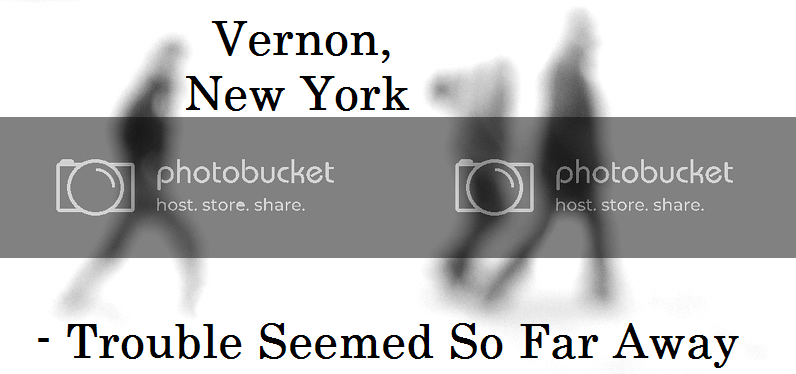 Vernon,
New York
photobucket photobucket
host. store. share. host. store. share.
- Trouble Seemed So Far Away